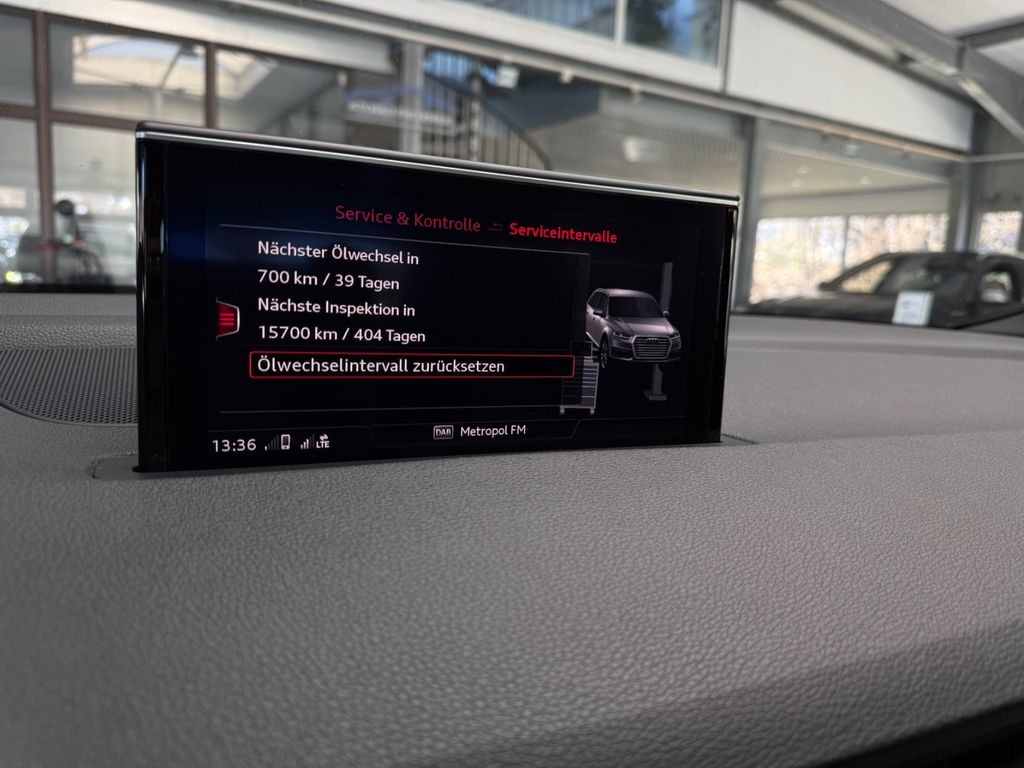 Service & Kontrolle Serviceintervalle
Nächster Ölwechsel in
700 km / 39 Tagen
Nächste Inspektion in
15700 km / 404 Tagen
Ölwechselintervall zurücksetzen
13:36 LTE DAB Metropol FM